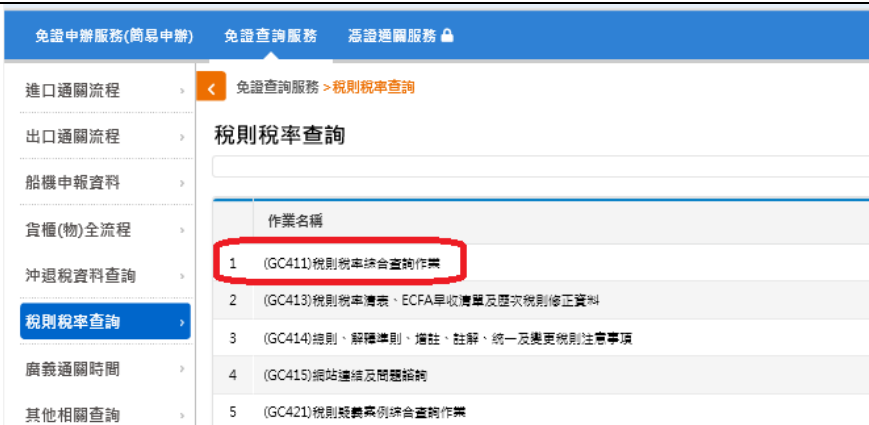 免證申辦服務(簡易申辦) 免證查詢服務 憑證通關服務
進口通關流程
出口通關流程
船機申報資料
貨櫃(物)全流程
沖退稅資料查詢
稅則稅率查詢
廣義通關時間
其他相關查詢
免證查詢服務 >稅則稅率查詢
稅則稅率查詢
作業名稱
1 (GC411)稅則稅率綜合查詢作業
2 (GC413)稅則稅率清表、ECFA早收清單及歷次稅則修正資料
3 (GC414)總則、解釋準則、增註、註解、統一及變更稅則注意事項
4 (GC415)網站連結及問題諮詢
5 (GC421)稅則疑義案例綜合查詢作業